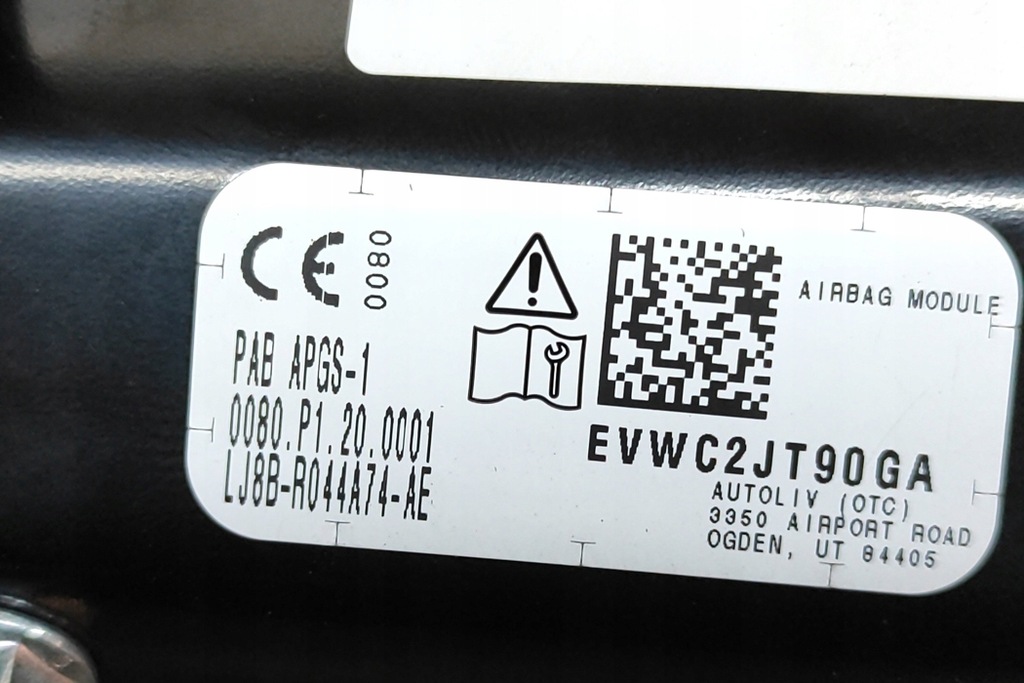 CE 0800
PAB APGS-1
0080.P1.20.0001
LJ8B-R044A74-AE
AIRBAG MODULE
EVWC2JT90GA
AUTOLIV (OTC)
3350 AIRPORT ROAD
OGDEN, UT 84405